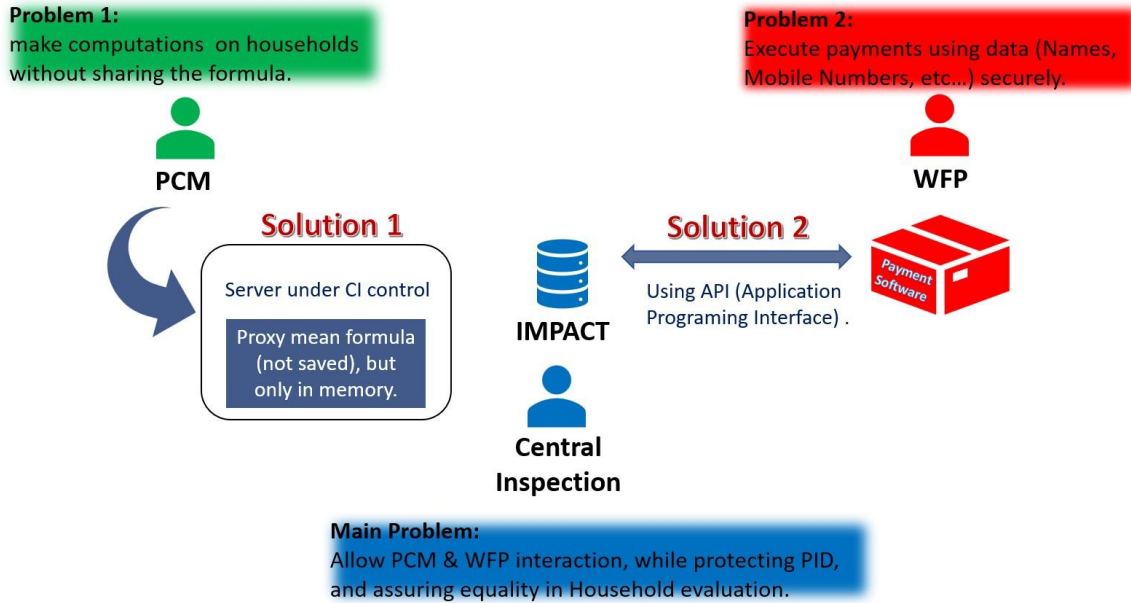 Problem 1:
make computations on households
without sharing the formula.
Problem 2:
Execute payments using data (Names,
Mobile Numbers, etc...) securely.
PCM
WFP
Solution 1
Server under CI control
Proxy mean formula
(not saved), but
only in memory.
IMPACT
Solution 2
Using API (Application
Programing Interface) .
Payment
Software
Central
Inspection
Main Problem:
Allow PCM & WFP interaction, while protecting PID,
and assuring equality in Household evaluation.